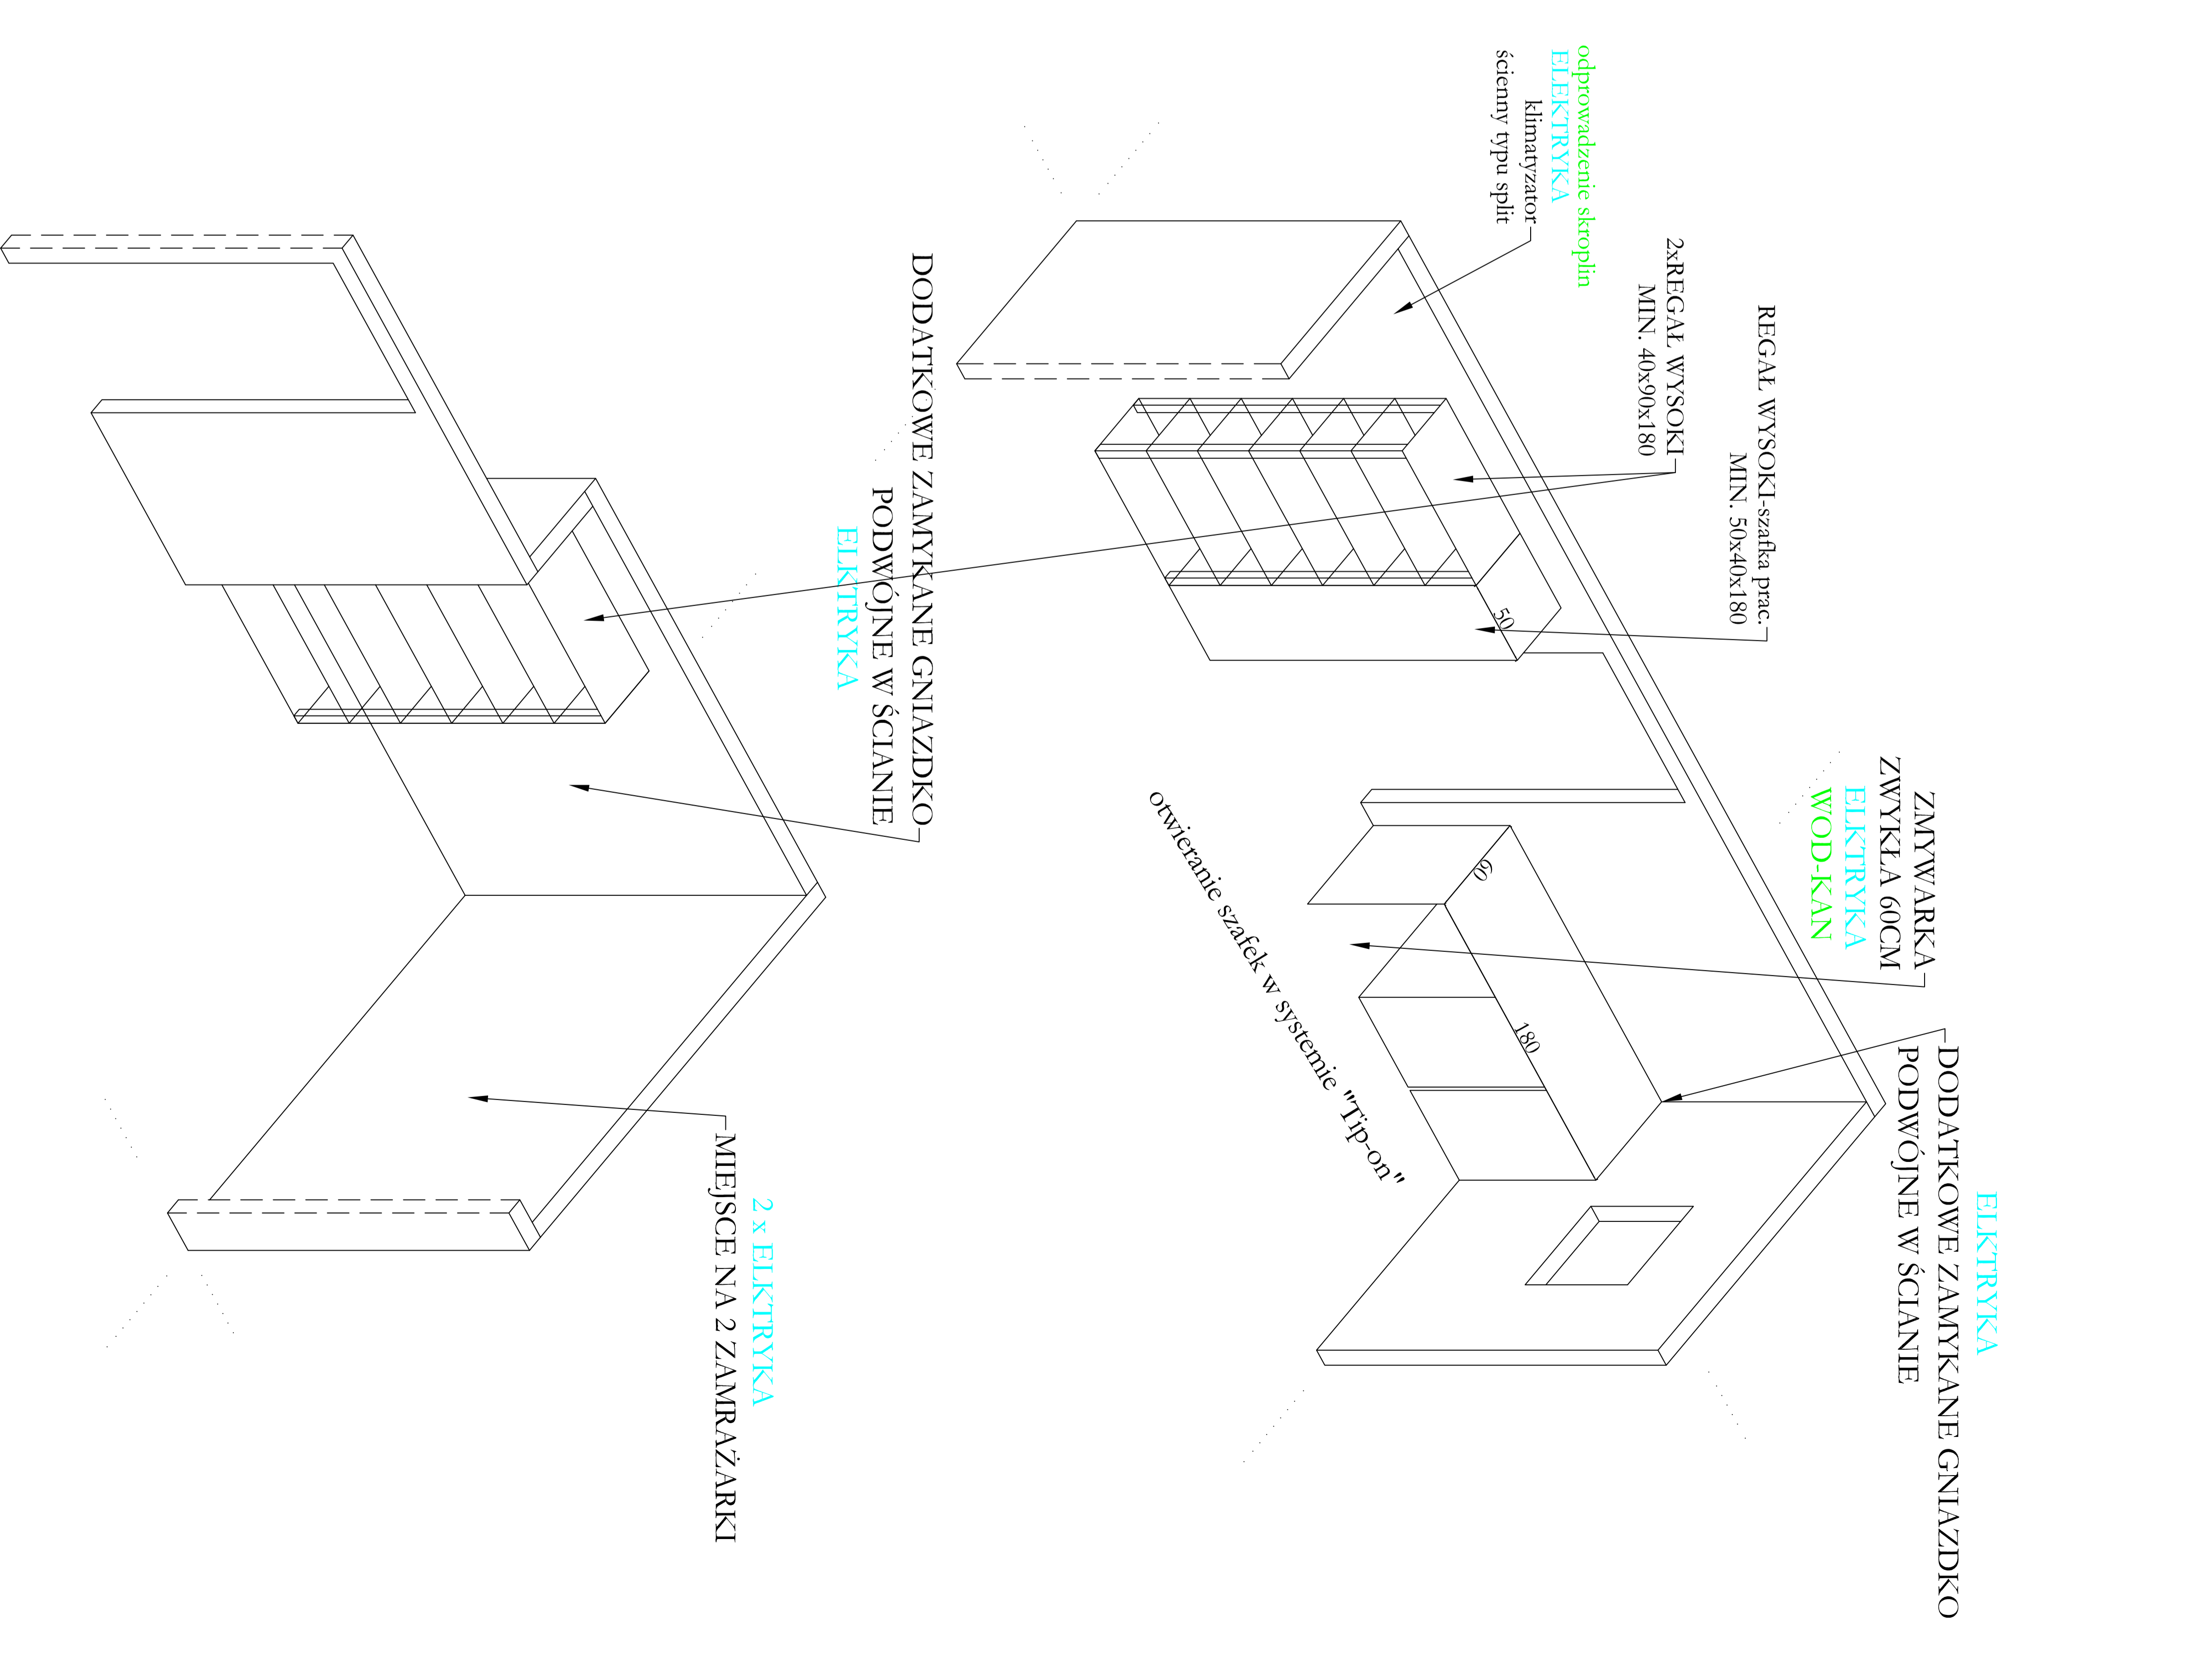 ELKTRYKA
DODATKOWE ZAMYKANE GNIAZDKO
PODWÓJNE W ŚCIANIE
ZMYWARKA
ZWYKŁA 60CM
ELKTRYKA
WOD-KAN
REGAŁ WYSOKI-szafka prac.
MIN. 50x40x180
2xREGAŁ WYSOKI
MIN. 40x90x180
odprowadzenie skroplin
ELEKTRYKA
klimatyzator
ścienny typu split
50
60
180
otwieranie szafek w systemie "Tip-on"
DODATKOWE ZAMYKANE GNIAZDKO
PODWÓJNE W ŚCIANIE
ELKTRYKA
2 x ELKTRYKA
MIEJSCE NA 2 ZAMRAŻARKI